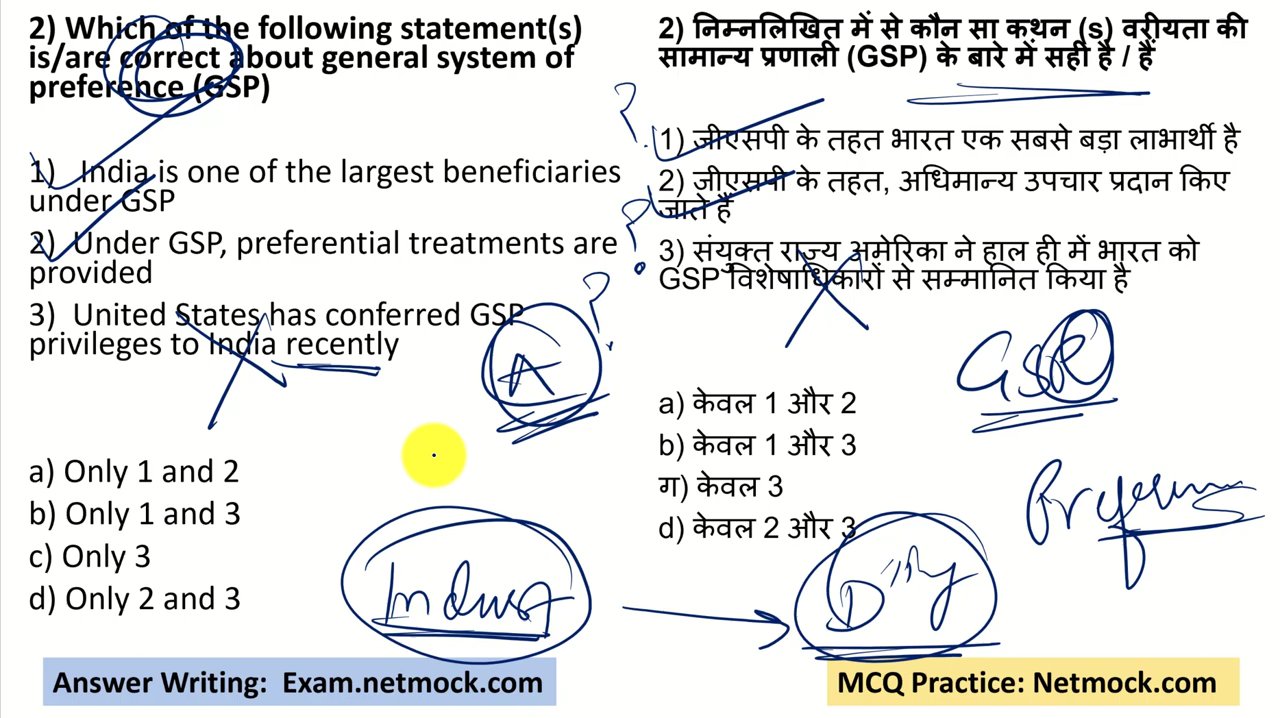 2) Which of the following statement(s)
is/are correct about general system of
preference (GSP)
1) India is one of the largest beneficiaries
under GSP
2) Under GSP, preferential treatments are
provided
3) United States has conferred GSP
privileges to India recently
a) Only 1 and 2
b) Only 1 and 3
c) Only 3
d) Only 2 and 3
A
Answer Writing: Exam.netmock.com
2) निम्नलिखित में से कौन सा कथन (s) वरीयता की
सामान्य प्रणाली (GSP) के बारे में सही है / हैं
1) जीएसपी के तहत भारत एक सबसे बड़ा लाभार्थी है
2) जीएसपी के तहत, अधिमान्य उपचार प्रदान किए
जाते हैं
3) संयुक्त राज्य अमेरिका ने हाल ही में भारत को
GSP विशेषाधिकारों से सम्मानित किया है
a) केवल 1 और 2
b) केवल 1 और 3
ग) केवल 3
d) केवल 2 और 3
GSP
MCQ Practice: Netmock.com